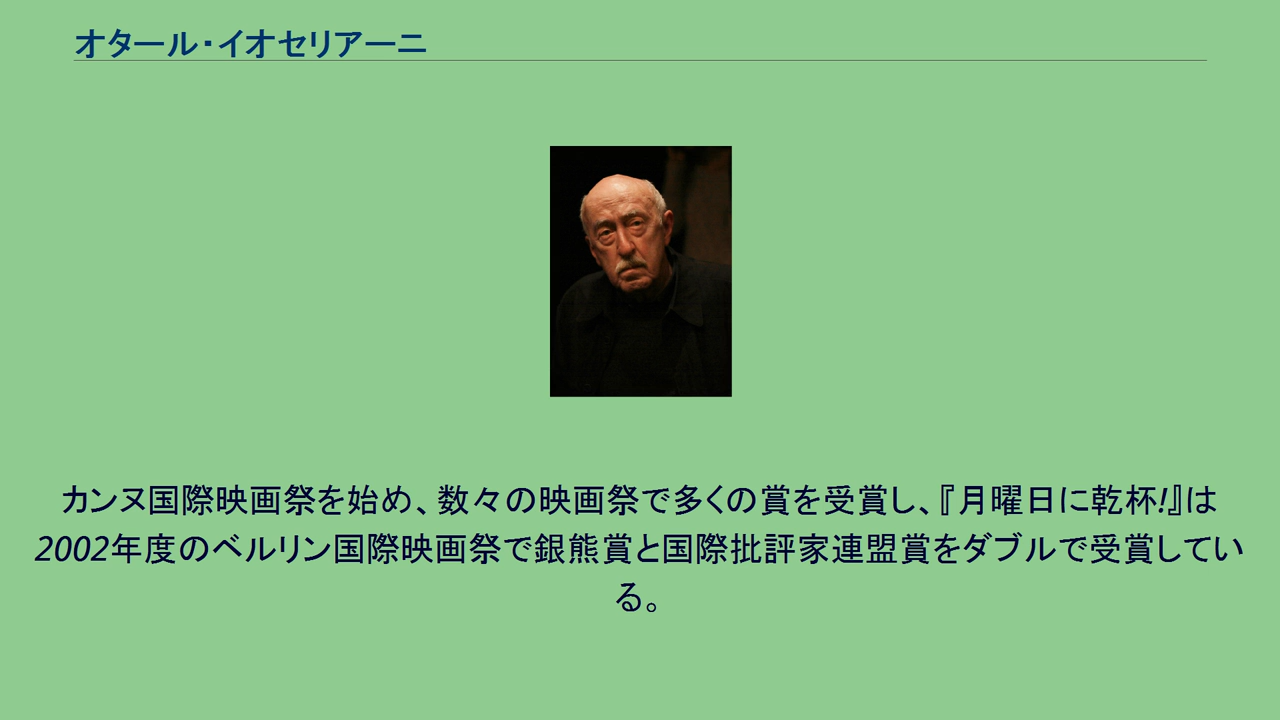 オタール・イオセリアーニ
カンヌ国際映画祭を始め、数々の映画祭で多くの賞を受賞し、『月曜日に乾杯!』は
2002年度のベルリン国際映画祭で銀熊賞と国際批評家連盟賞をダブルで受賞してい
る。